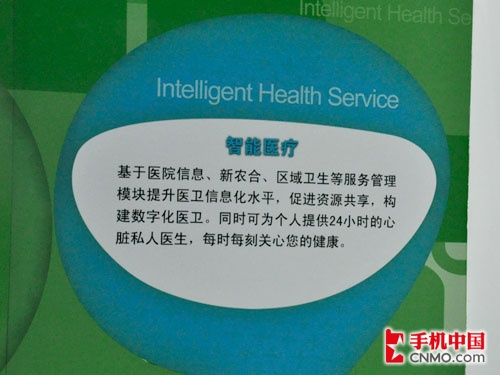 Intelligent Health Service
Intelligent Health Ser
Intelligent Health Service
智能医疗
基于医院信息、新农合、区域卫生等服务管理
模块提升医卫信息化水平，促进资源共享，构
建数字化医卫。同时可为个人提供24小时的心
脏私人医生，每时每刻关心您的健康。
手机中国
CNMO.com